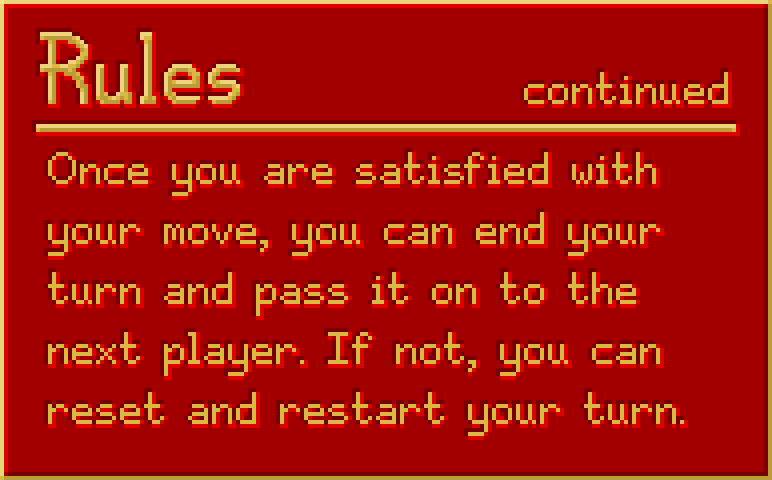 Rules
continued
Once you are satisfied with
your move, you can end your
turn and pass it on to the
next player. If not, you can
reset and restart your turn.